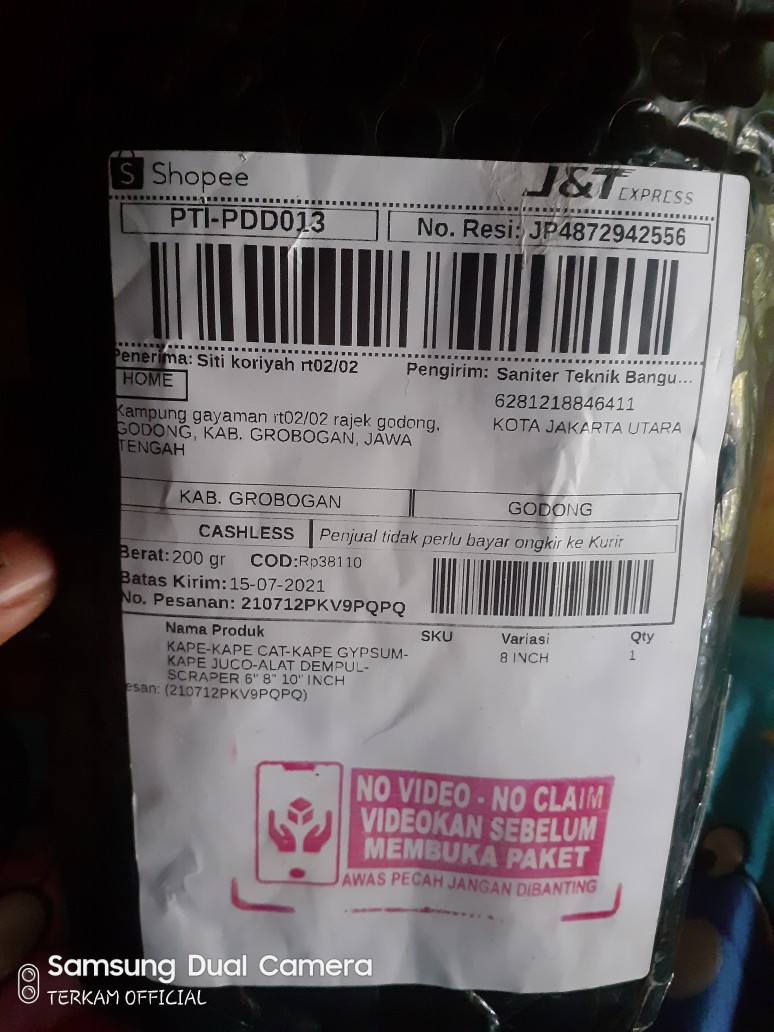 S Shopee
J&T EXPRESS
PTI-PDD013
No. Resi: JP4872942556
Penerima: Siti koriyah rt02/02
HOME
Kampung gayaman rt02/02 rajek godong,
GODONG, KAB. GROBOGAN, JAWA
TENGAH
Pengirim: Saniter Teknik Bangu...
6281218846411
KOTA JAKARTA UTARA
KAB. GROBOGAN
GODONG
CASHLESS
Penjual tidak perlu bayar ongkir ke Kurir
Berat: 200 gr COD:Rp38110
Batas Kirim: 15-07-2021
No. Pesanan: 210712PKV9PQPQ
Nama Produk SKU Variasi Qty
KAPE-KAPE CAT-KAPE GYPSUM- 8 INCH 1
KAPE JUCO-ALAT DEMPUL-
SCRAPER 6" 8" 10" INCH
esan: (210712PKV9PQPQ)
NO VIDEO - NO CLAIM
VIDEOKAN SEBELUM
MEMBUKA PAKET
AWAS PECAH JANGAN DIBANTING
Samsung Dual Camera
TERKAM OFFICIAL